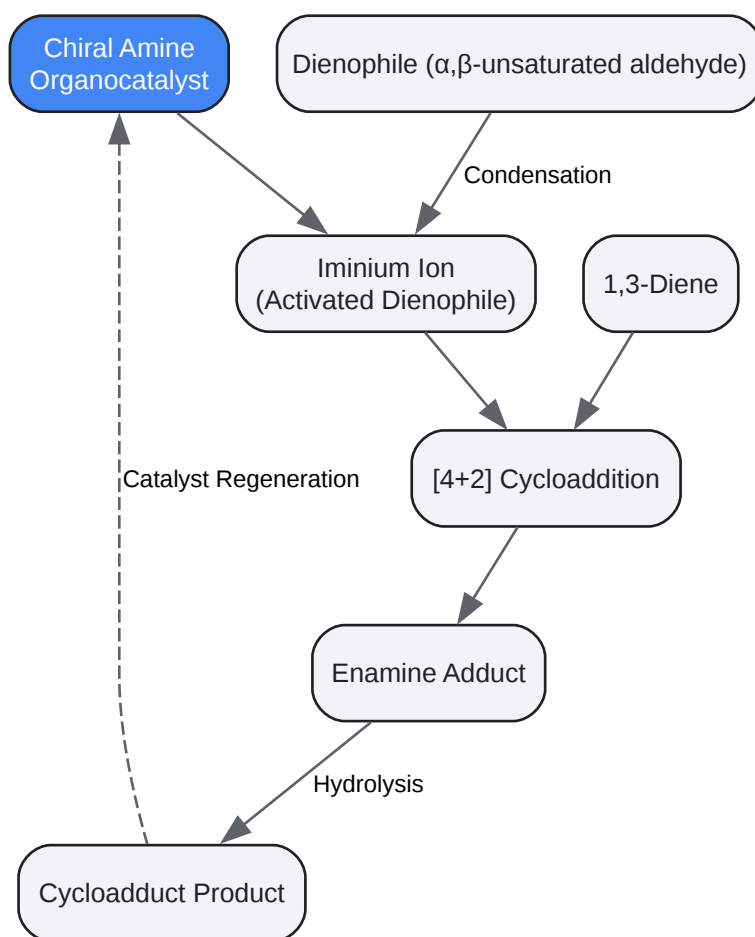 Chiral Amine
Organocatalyst
Dienophile (α,β-unsaturated aldehyde)
Condensation
Iminium Ion
(Activated Dienophile)
1,3-Diene
Catalyst Regeneration
[4+2] Cycloaddition
Enamine Adduct
Hydrolysis
Cycloadduct Product